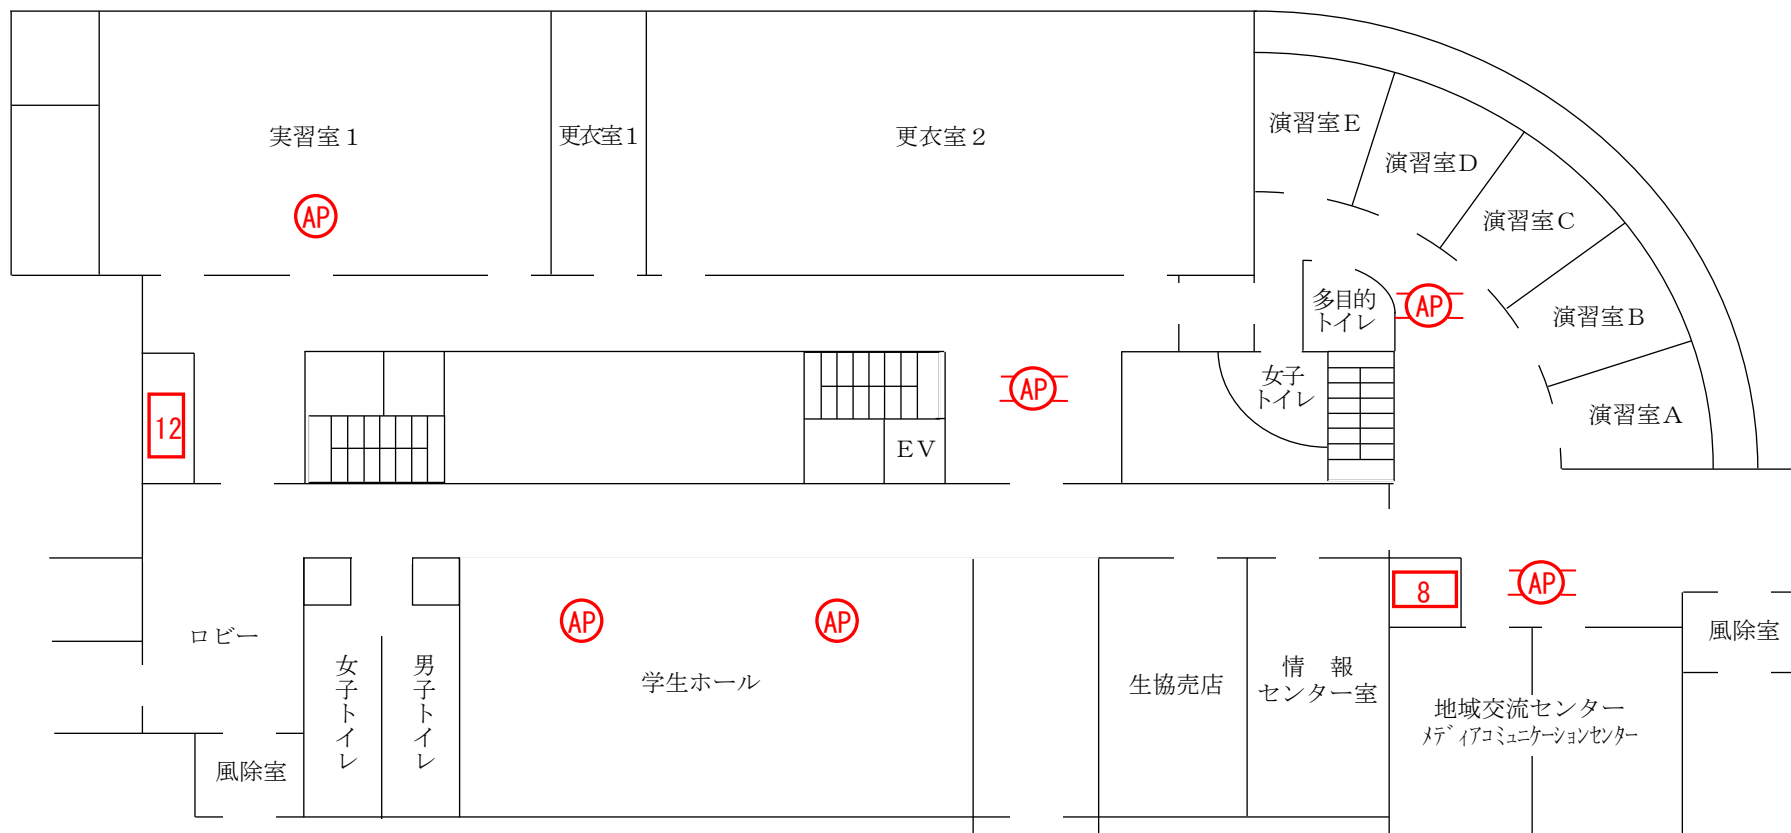 実習室１
更衣室１
更衣室２
演習室Ｅ
演習室Ｄ
演習室Ｃ
演習室Ｂ
演習室Ａ
AP
AP
多目的
トイレ
女子
トイレ
AP
12
ＥＶ
8
AP
AP
AP
ロビー
女子トイレ
男子トイレ
学生ホール
生協売店
情　報
センター室
地域交流センター
ﾒﾃﾞｨｱｺﾐｭﾆｹｰｼｮﾝｾﾝﾀｰ
風除室
風除室